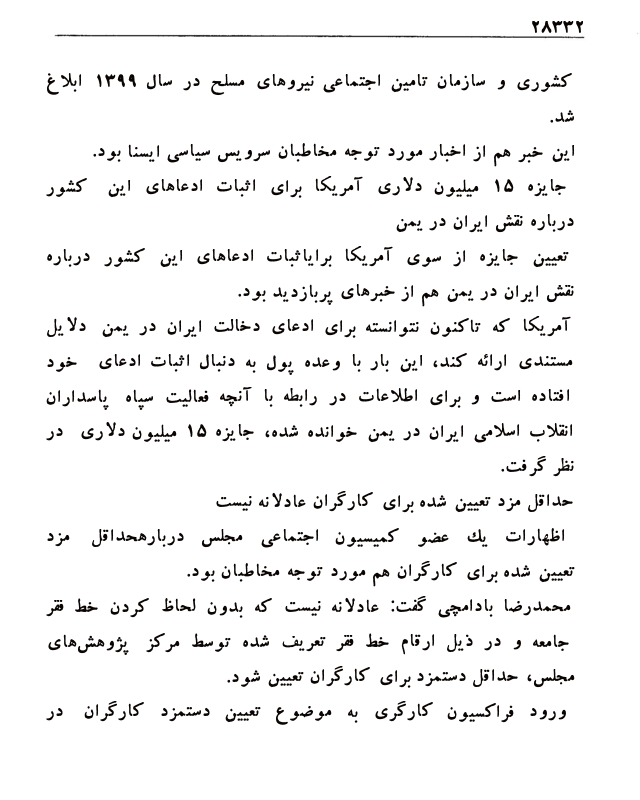 ۲۸۳۳۲
کشوری و سازمان تامین اجتماعی نیروهای مسلح در سال ۱۳۹۹ ابلاغ
شد.
این خبر هم از اخبار مورد توجه مخاطبان سرویس سیاسی ایسنا بود.
جایزه ۱۵ میلیون دلاری آمریکا برای اثبات ادعاهای این کشور
درباره نقش ایران در یمن
تعیین جایزه از سوی آمریکا برایاثبات ادعاهای این کشور درباره
نقش ایران در یمن هم از خبرهای پربازدید بود.
آمریکا که تاکنون نتوانسته برای ادعای دخالت ایران در یمن دلایل
مستندی ارائه کند، این بار با وعده پول به دنبال اثبات ادعای خود
افتاده است و برای اطلاعات در رابطه با آنچه فعالیت سپاه پاسداران
انقلاب اسلامی ایران در یمن خوانده شده، جایزه ۱۵ میلیون دلاری در
نظر گرفت.
حداقل مزد تعیین شده برای کارگران عادلانه نیست
اظهارات یك عضو کمیسیون اجتماعی مجلس دربارهحداقل مزد
تعیین شده برای کارگران هم مورد توجه مخاطبان بود.
محمدرضا بادامچی گفت: عادلانه نیست که بدون لحاظ کردن خط فقر
جامعه و در ذیل ارقام خط فقر تعریف شده توسط مرکز پژوهش‌های
مجلس، حداقل دستمزد برای کارگران تعیین شود.
ورود فراکسیون کارگری به موضوع تعیین دستمزد کارگران در